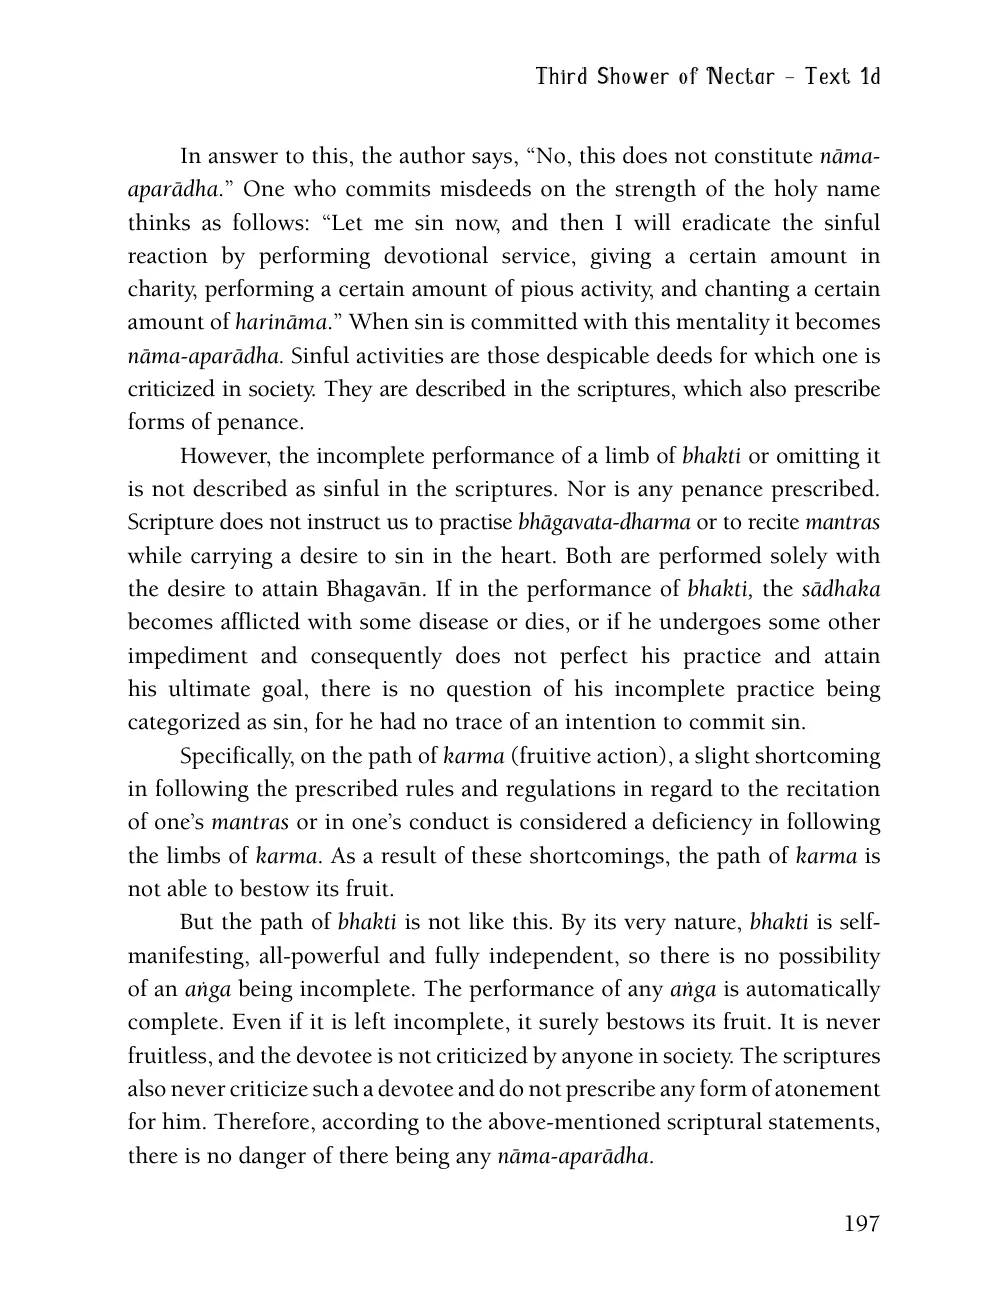 Third Shower of Nectar – Text 1d
In answer to this, the author says, “No, this does not constitute nāma-
aparādha.” One who commits misdeeds on the strength of the holy name
thinks as follows: “Let me sin now, and then I will eradicate the sinful
reaction by performing devotional service, giving a certain amount in
charity, performing a certain amount of pious activity, and chanting a certain
amount of harināma.” When sin is committed with this mentality it becomes
nāma-aparādha. Sinful activities are those despicable deeds for which one is
criticized in society. They are described in the scriptures, which also prescribe
forms of penance.
However, the incomplete performance of a limb of bhakti or omitting it
is not described as sinful in the scriptures. Nor is any penance prescribed.
Scripture does not instruct us to practise bhāgavata-dharma or to recite mantras
while carrying a desire to sin in the heart. Both are performed solely with
the desire to attain Bhagavān. If in the performance of bhakti, the sādhaka
becomes afflicted with some disease or dies, or if he undergoes some other
impediment and consequently does not perfect his practice and attain
his ultimate goal, there is no question of his incomplete practice being
categorized as sin, for he had no trace of an intention to commit sin.
Specifically, on the path of karma (fruitive action), a slight shortcoming
in following the prescribed rules and regulations in regard to the recitation
of one’s mantras or in one’s conduct is considered a deficiency in following
the limbs of karma. As a result of these shortcomings, the path of karma is
not able to bestow its fruit.
But the path of bhakti is not like this. By its very nature, bhakti is self-
manifesting, all-powerful and fully independent, so there is no possibility
of an aṅga being incomplete. The performance of any aṅga is automatically
complete. Even if it is left incomplete, it surely bestows its fruit. It is never
fruitless, and the devotee is not criticized by anyone in society. The scriptures
also never criticize such a devotee and do not prescribe any form of atonement
for him. Therefore, according to the above-mentioned scriptural statements,
there is no danger of there being any nāma-aparādha.
197